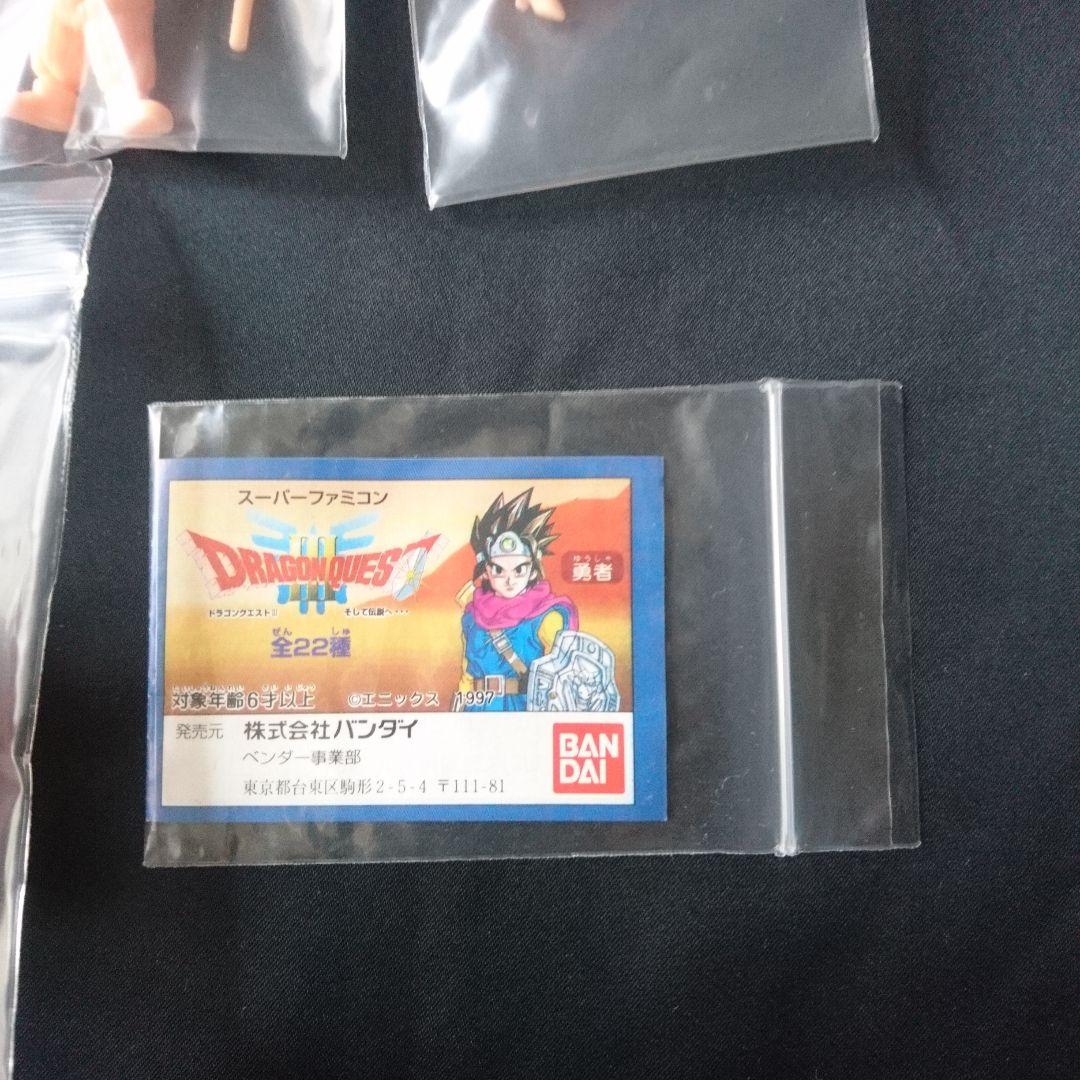 スーパーファミコン
III
DRAGON QUEST
ドラゴンクエストIII そして伝説へ・・・
ぜん しゅ
全22種
ゆうしゃ
勇者
対象年齢6才以上 ©エニックス 1997
発売元 株式会社バンダイ
ベンダー事業部
東京都台東区駒形2-5-4 〒111-81
BAN
DAI